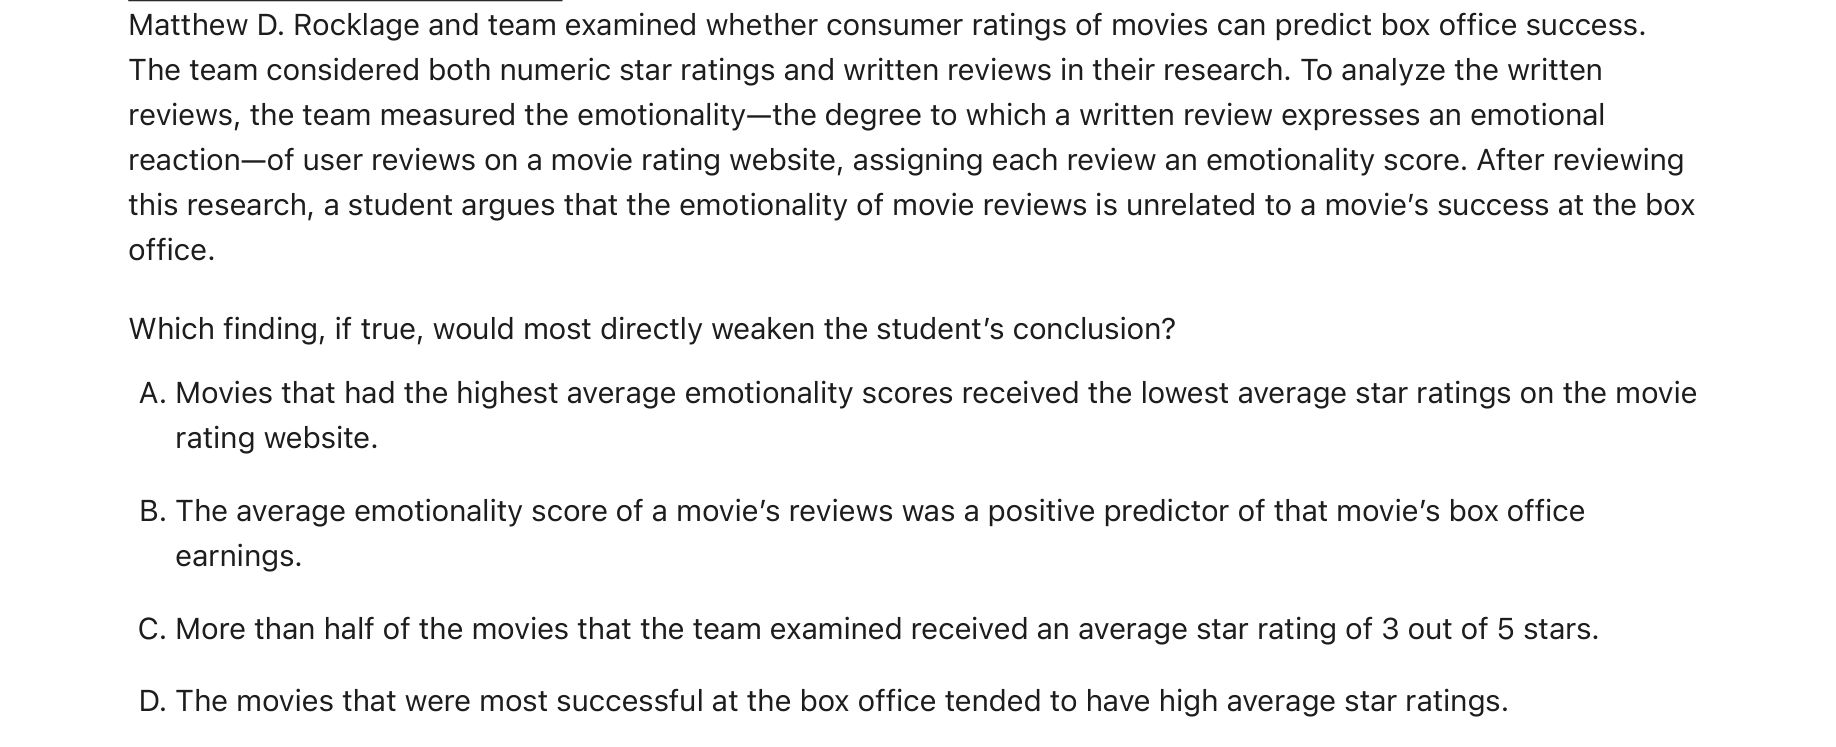 Matthew D. Rocklage and team examined whether consumer ratings of movies can predict box office success.
The team considered both numeric star ratings and written reviews in their research. To analyze the written
reviews, the team measured the emotionality—the degree to which a written review expresses an emotional
reaction—of user reviews on a movie rating website, assigning each review an emotionality score. After reviewing
this research, a student argues that the emotionality of movie reviews is unrelated to a movie’s success at the box
office.
Which finding, if true, would most directly weaken the student’s conclusion?
A. Movies that had the highest average emotionality scores received the lowest average star ratings on the movie
rating website.
B. The average emotionality score of a movie’s reviews was a positive predictor of that movie’s box office
earnings.
C. More than half of the movies that the team examined received an average star rating of 3 out of 5 stars.
D. The movies that were most successful at the box office tended to have high average star ratings.